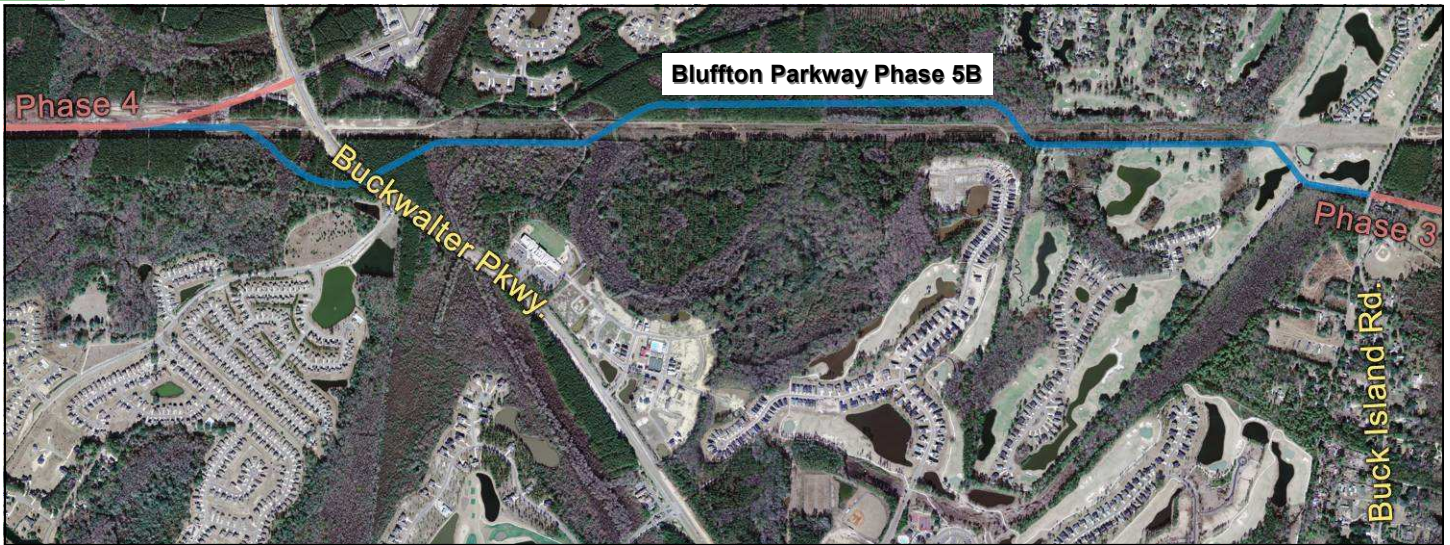 Bluffton Parkway Phase 5B
Phase 4
Buckwalter Pkwy.
Phase 3
Buck Island Rd.